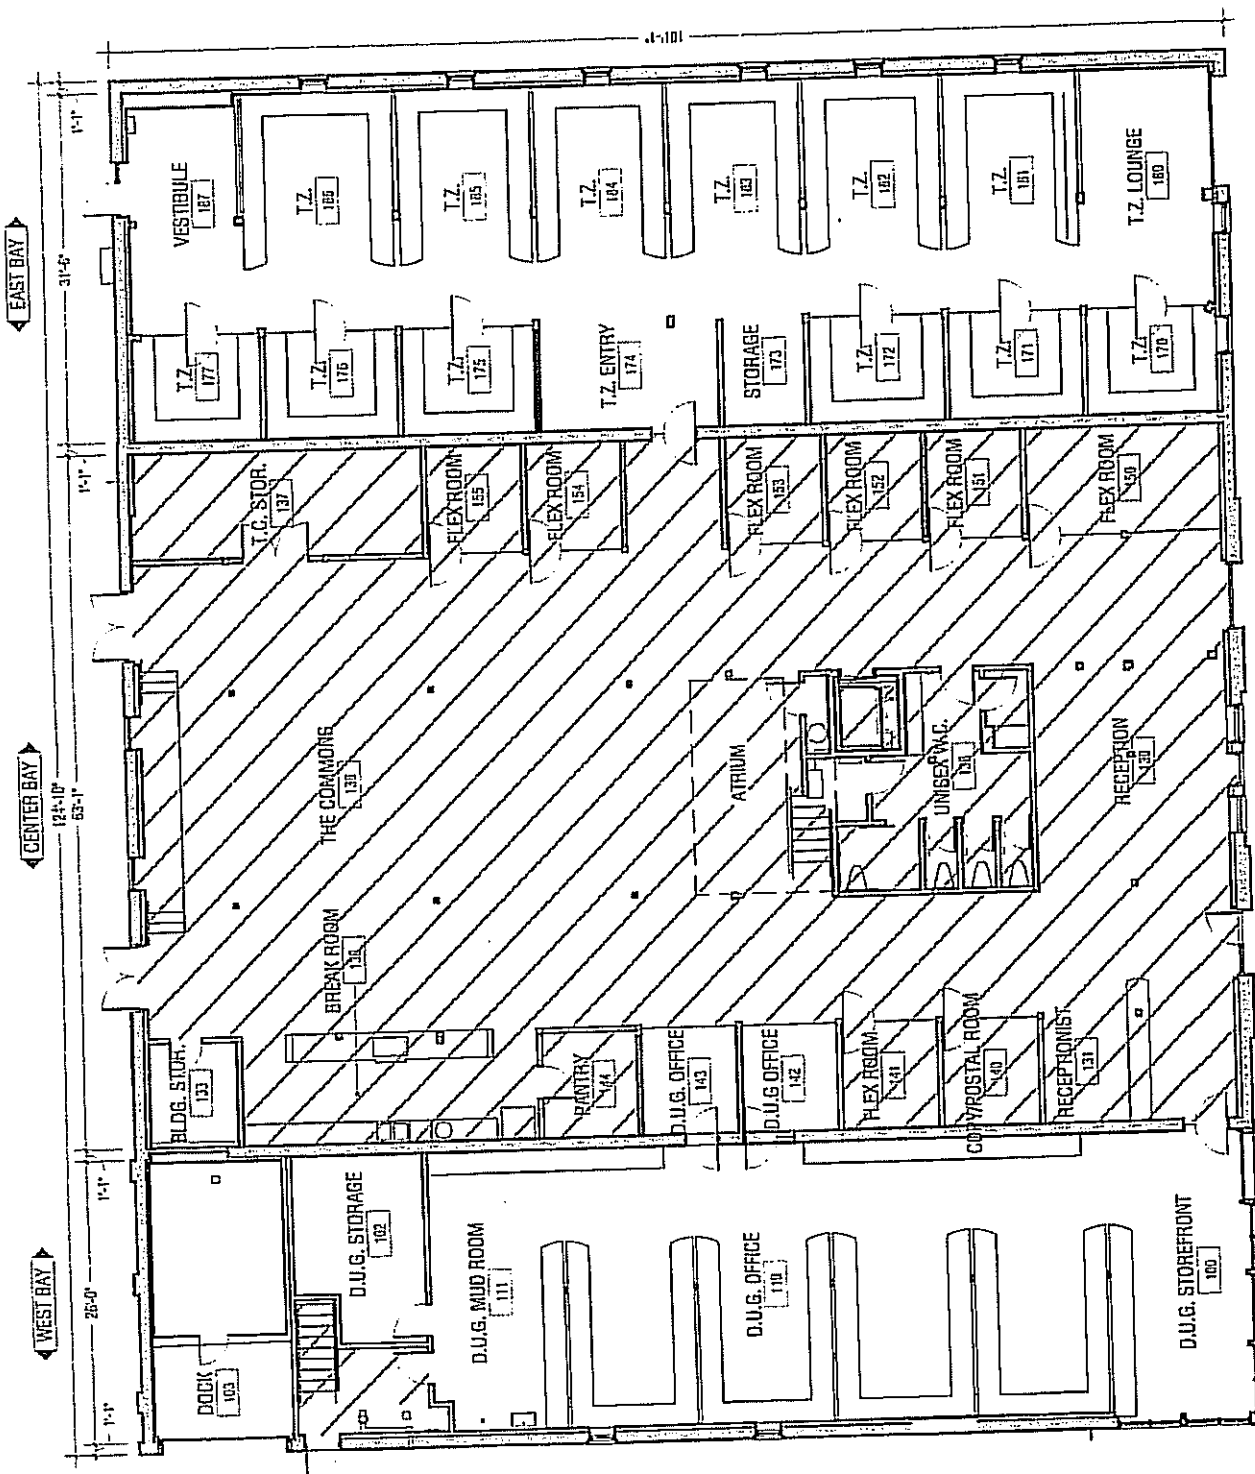 EAST BAY
CENTER BAY
WEST BAY
124'-10"
31'-6"
63'-1"
26'-0"
1'-1"
1'-1"
1'-1"
1'-1"
101'-1"
VESTIBULE
187
T.Z.
186
T.Z.
185
T.Z.
184
T.Z.
183
T.Z.
182
T.Z.
181
T.Z. LOUNGE
180
T.Z.
177
T.Z.
176
T.Z.
175
T.Z. ENTRY
174
STORAGE
173
T.Z.
172
T.Z.
171
T.Z.
170
T.C. STOR.
137
FLEX ROOM
155
FLEX ROOM
154
FLEX ROOM
153
FLEX ROOM
152
FLEX ROOM
151
FLEX ROOM
150
THE COMMONS
ATRIUM
UNISEX W.C.
RECEPTION
130
BREAK ROOM
BLDG. STOR.
133
PANTRY
144
D.U.G. OFFICE
143
D.U.G OFFICE
142
FLEX ROOM
141
COPY/POSTAL ROOM
140
RECEPTIONIST
131
DOCK
103
D.U.G. STORAGE
102
D.U.G. MUD ROOM
111
D.U.G. OFFICE
110
D.U.G. STOREFRONT
100